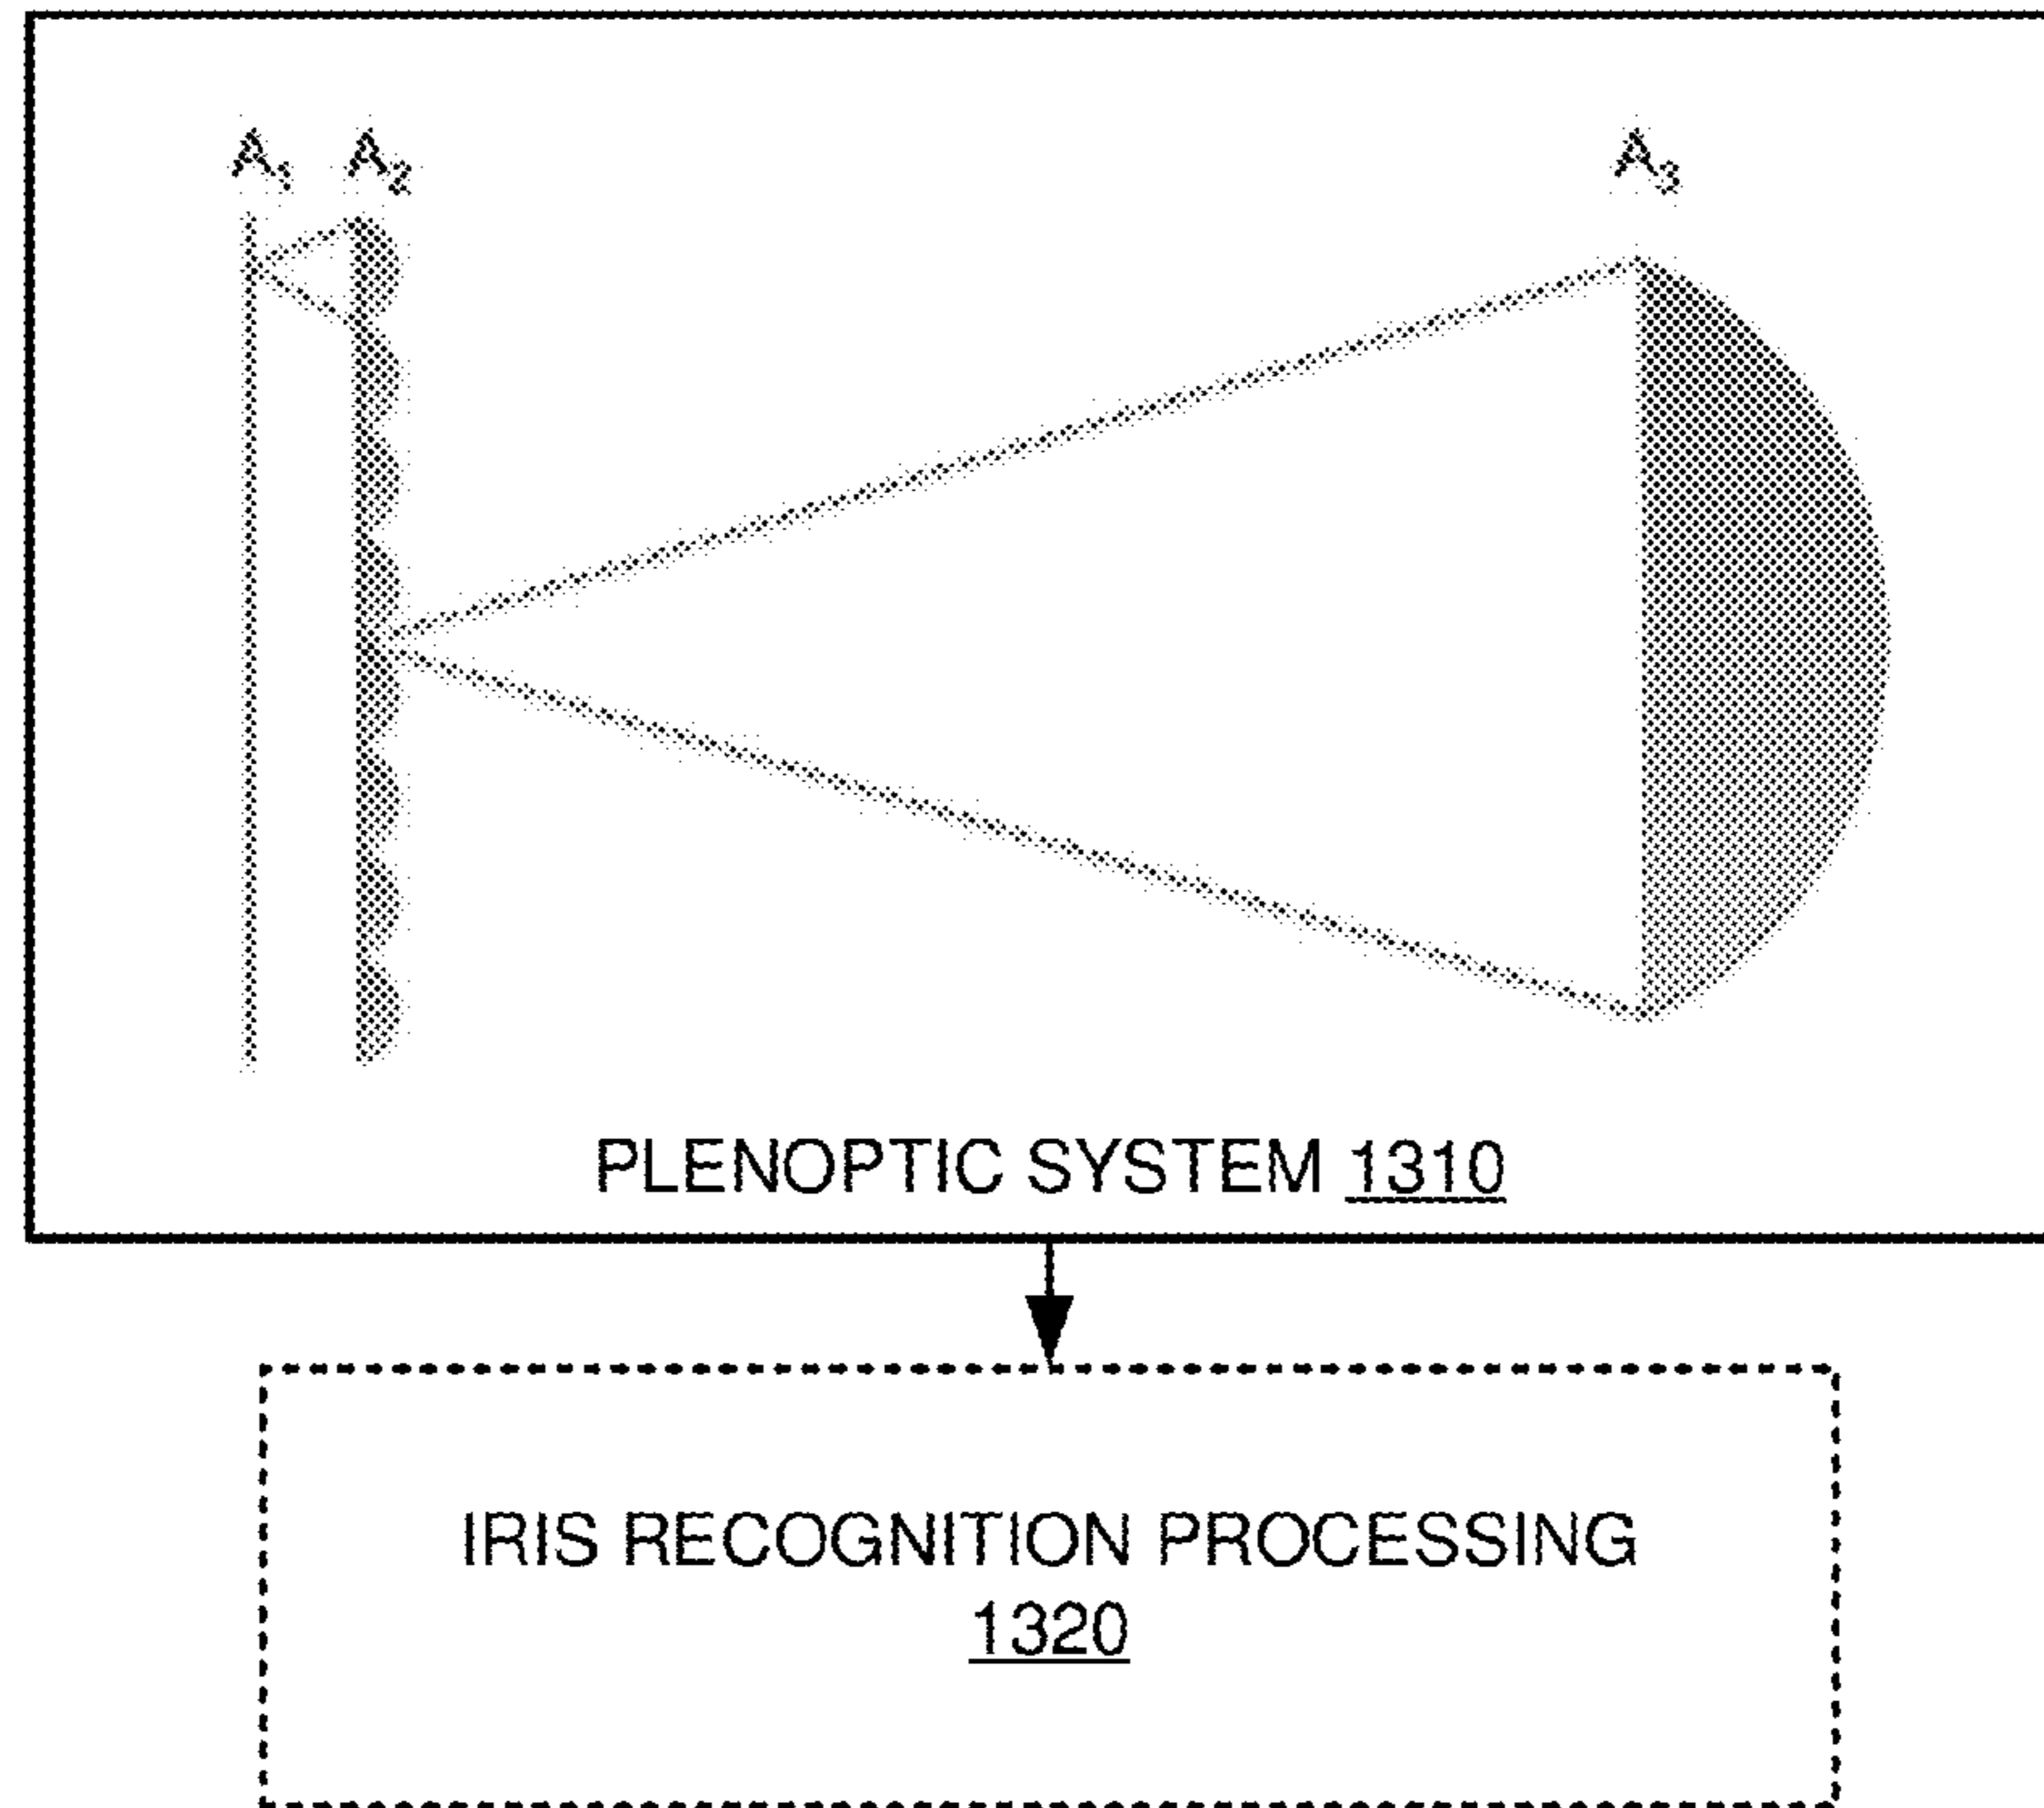 A₁ A₂ A₃
PLENOPTIC SYSTEM 1310
IRIS RECOGNITION PROCESSING
1320